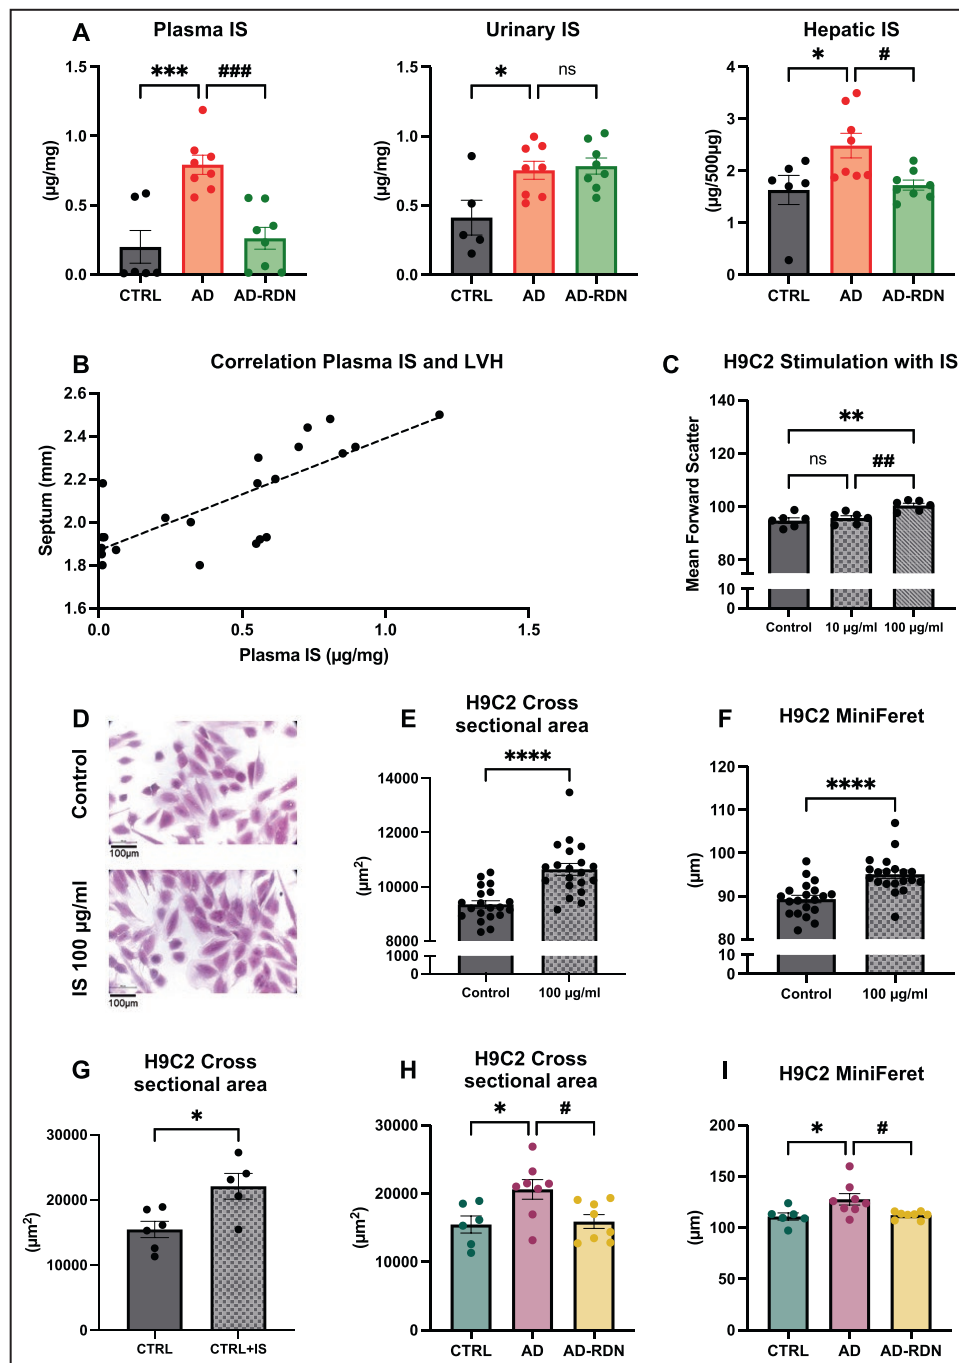 A
Plasma IS
Urinary IS
Hepatic IS
*** ###
* ns
* #
(µg/mg)
1.5
1.0
0.5
0.0
CTRL AD AD-RDN
(µg/mg)
1.5
1.0
0.5
0.0
CTRL AD AD-RDN
(µg/500µg)
4
3
2
1
0
CTRL AD AD-RDN
B
Correlation Plasma IS and LVH
Septum (mm)
2.6
2.4
2.2
2.0
1.8
1.6
0.0 0.5 1.0 1.5
Plasma IS (µg/mg)
C
H9C2 Stimulation with IS
Mean Forward Scatter
140
120
100
80
10
0
**
ns ##
Control 10 µg/ml 100 µg/ml
D
Control
100µm
IS 100 µg/ml
100µm
E
H9C2 Cross
sectional area
****
(µm²)
14000
12000
10000
8000
1000
0
Control 100 µg/ml
F
H9C2 MiniFeret
****
(µm)
120
110
100
90
80
10
0
Control 100 µg/ml
G
H9C2 Cross
sectional area
*
(µm²)
30000
20000
10000
0
CTRL CTRL+IS
H
H9C2 Cross
sectional area
* #
(µm²)
30000
20000
10000
0
CTRL AD AD-RDN
I
H9C2 MiniFeret
* #
(µm)
200
150
100
50
0
CTRL AD AD-RDN